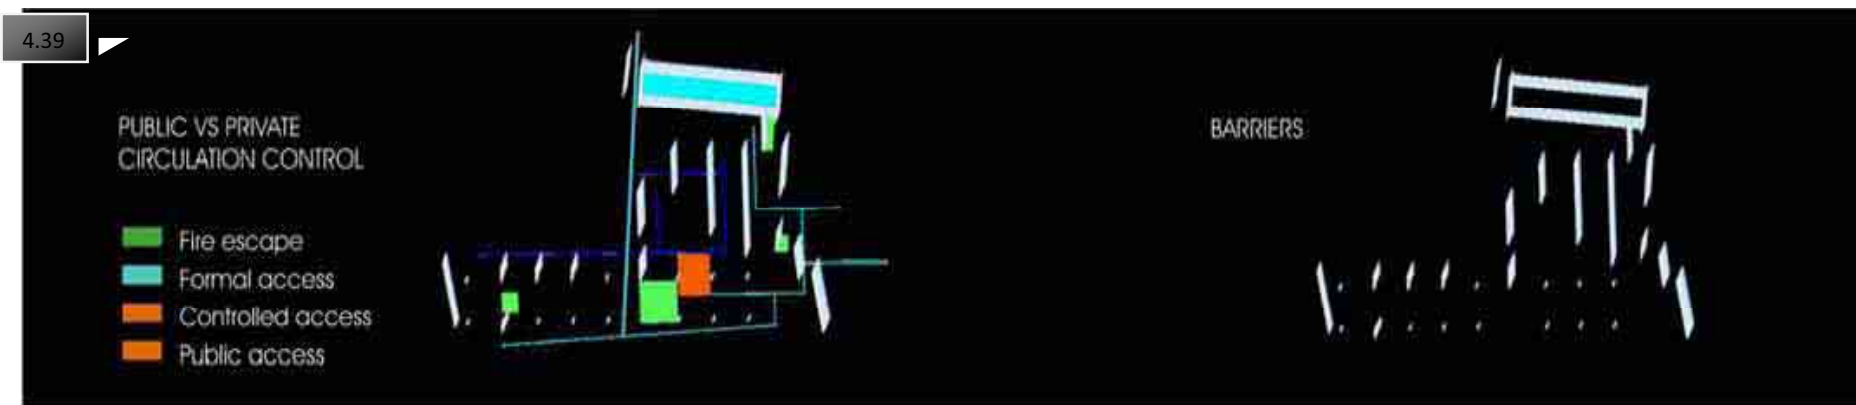 4.39
PUBLIC VS PRIVATE
CIRCULATION CONTROL
Fire escape
Formal access
Controlled access
Public access
BARRIERS